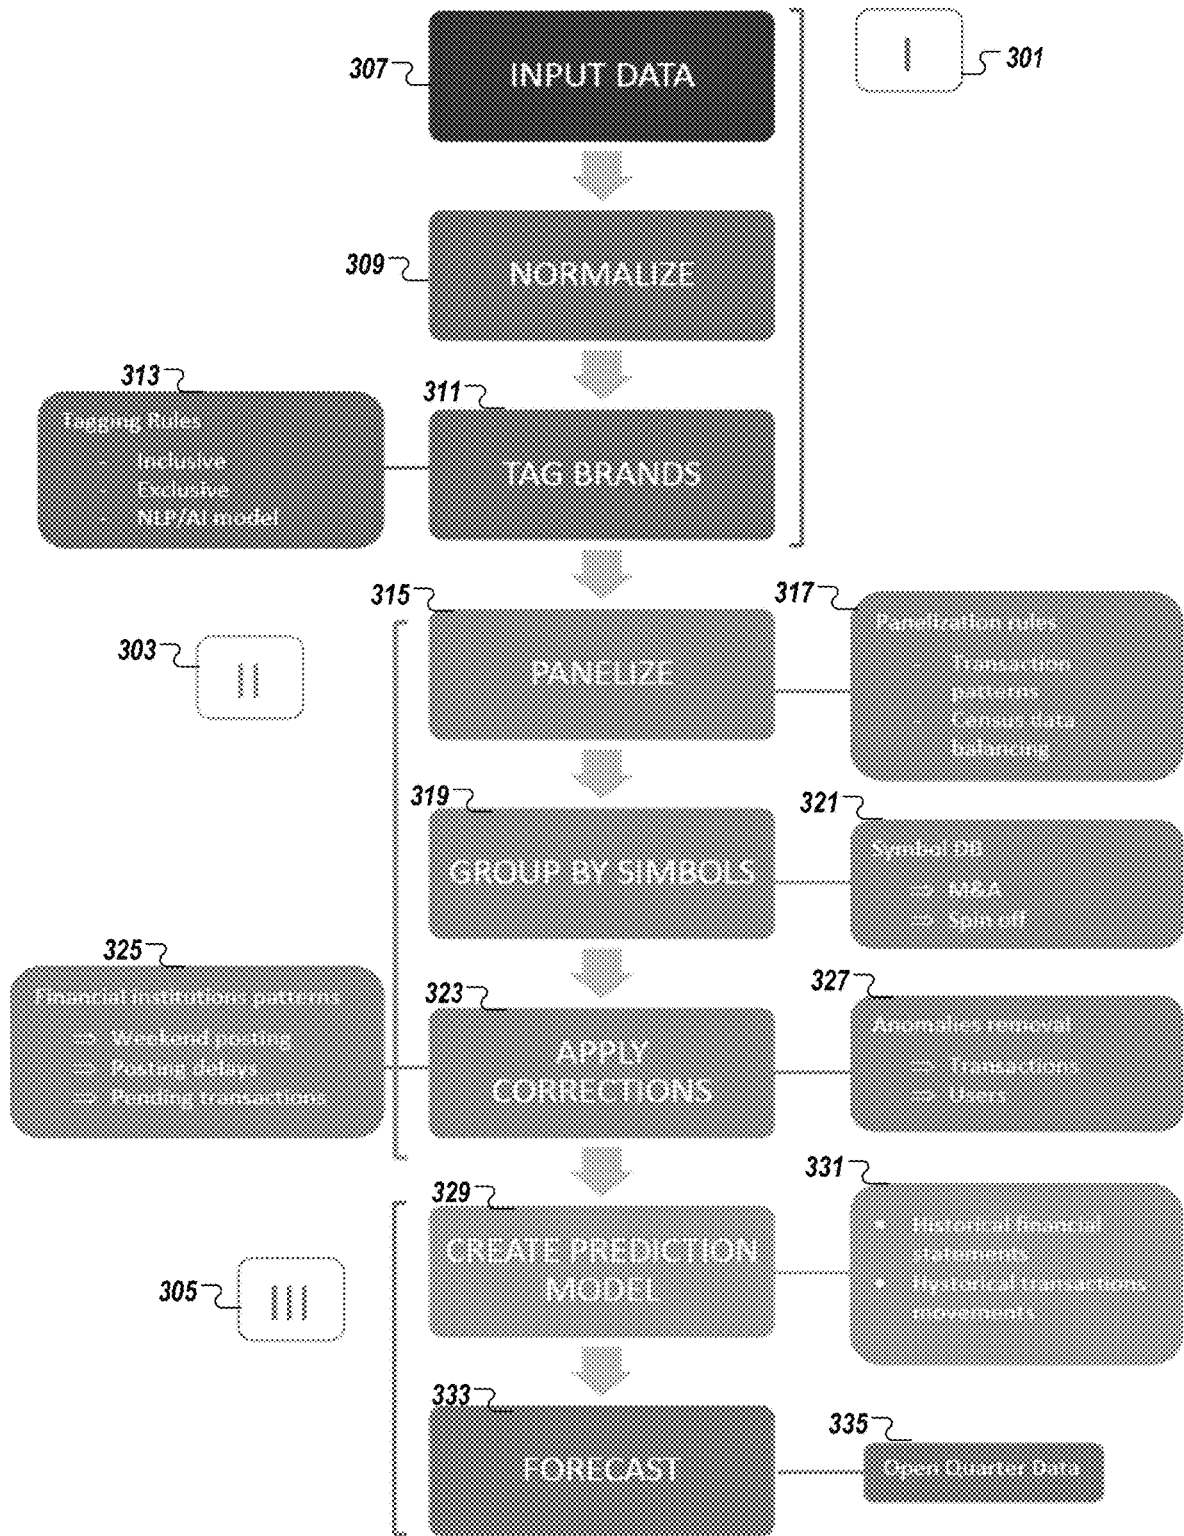 307
INPUT DATA
I
301
309
NORMALIZE
313
Tagging Rules
- Inclusive
- Exclusive
- NLP/AI model
311
TAG BRANDS
303
II
315
PANELIZE
317
Panelization rules
- Transaction
patterns
- Census data
balancing
319
GROUP BY SIMBOLS
321
Symbol DB
⇒ M&A
⇒ Spin off
325
Financial institutions patterns
⇒ Weekend posting
⇒ Posting delays
⇒ Pending transactions
323
APPLY
CORRECTIONS
327
Anomalies removal
⇒ Transactions
⇒ Users
305
III
329
CREATE PREDICTION
MODEL
331
• Historical financial
statements
• Historical transactions
333
FORECAST
335
Open Quarter Data